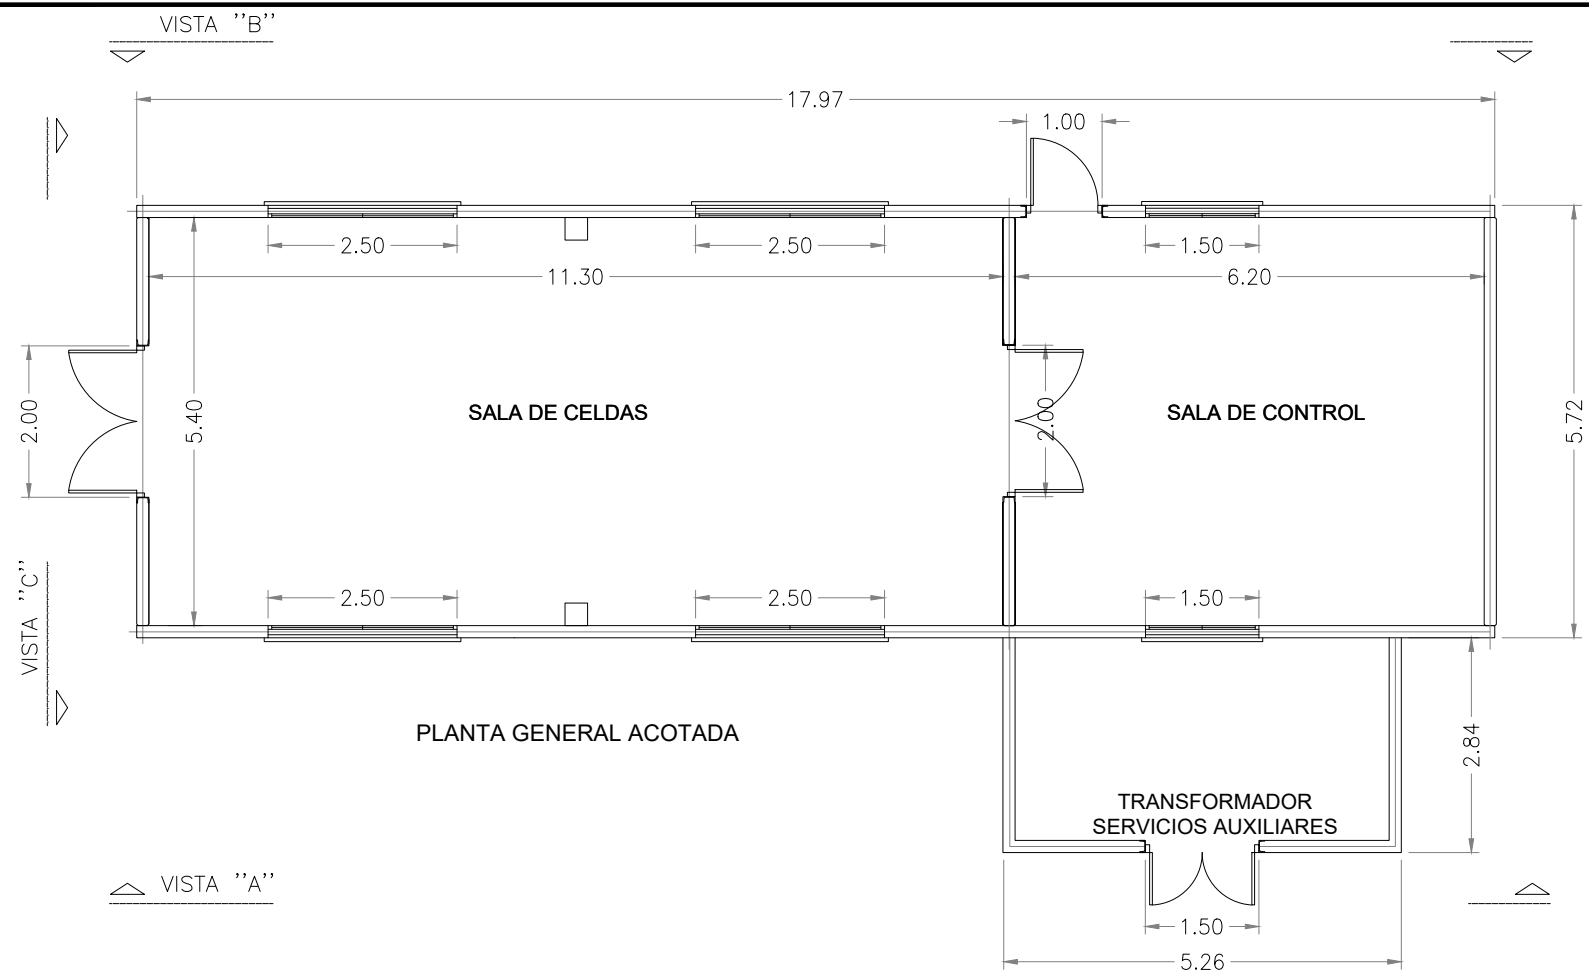 VISTA ''B''
17.97
1.00
2.50
2.50
1.50
11.30
6.20
2.00
5.40
SALA DE CELDAS
2.00
SALA DE CONTROL
5.72
VISTA ''C''
2.50
2.50
1.50
PLANTA GENERAL ACOTADA
2.84
TRANSFORMADOR
SERVICIOS AUXILIARES
VISTA ''A''
1.50
5.26